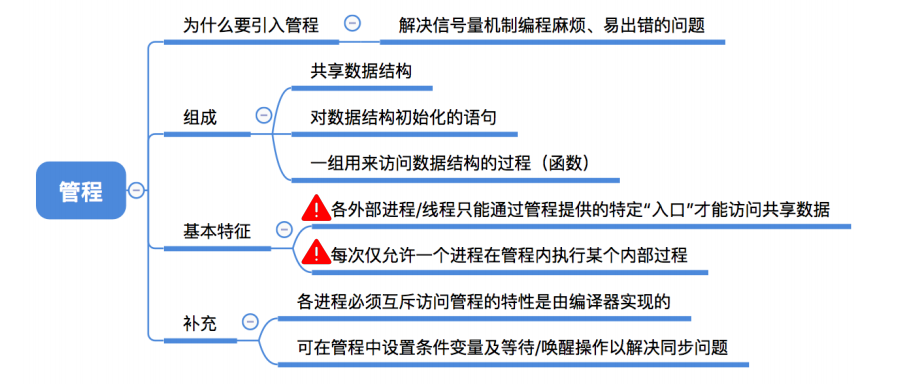 管程
为什么要引入管程
解决信号量机制编程麻烦、易出错的问题
组成
共享数据结构
对数据结构初始化的语句
一组用来访问数据结构的过程（函数）
基本特征
各外部进程/线程只能通过管程提供的特定“入口”才能访问共享数据
每次仅允许一个进程在管程内执行某个内部过程
补充
各进程必须互斥访问管程的特性是由编译器实现的
可在管程中设置条件变量及等待/唤醒操作以解决同步问题